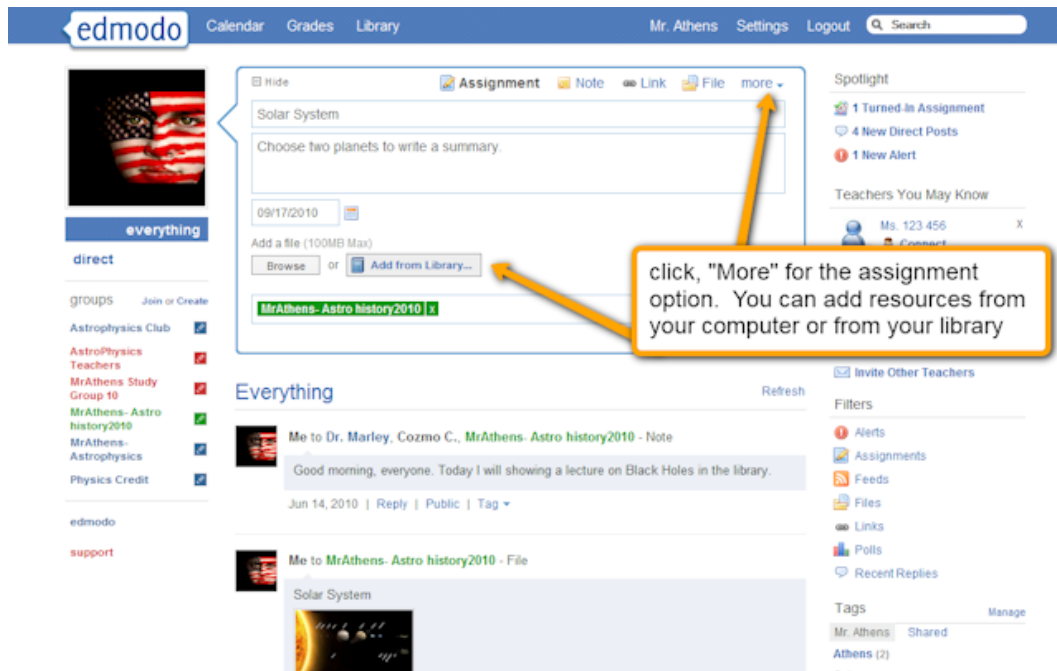 edmodo
Calendar Grades Library Mr. Athens Settings Logout Search
Hide Assignment Note Link File more
Solar System
Choose two planets to write a summary.
09/17/2010
Add a file (100MB Max)
Browse or Add from Library...
MrAthens- Astro history2010 x
click, "More" for the assignment
option. You can add resources from
your computer or from your library
everything
direct
groups Join or Create
Astrophysics Club
AstroPhysics
Teachers
MrAthens Study
Group 10
MrAthens- Astro
history2010
MrAthens-
Astrophysics
Physics Credit
edmodo
support
Everything Refresh
Me to Dr. Marley, Cozmo C., MrAthens- Astro history2010 - Note
Good morning, everyone. Today I will showing a lecture on Black Holes in the library.
Jun 14, 2010 | Reply | Public | Tag
Me to MrAthens- Astro history2010 - File
Solar System
Spotlight
1 Turned-In Assignment
4 New Direct Posts
1 New Alert
Teachers You May Know
Ms. 123 456 X
Connect
Invite Other Teachers
Filters
Alerts
Assignments
Feeds
Files
Links
Polls
Recent Replies
Tags Manage
Mr. Athens Shared
Athens (2)